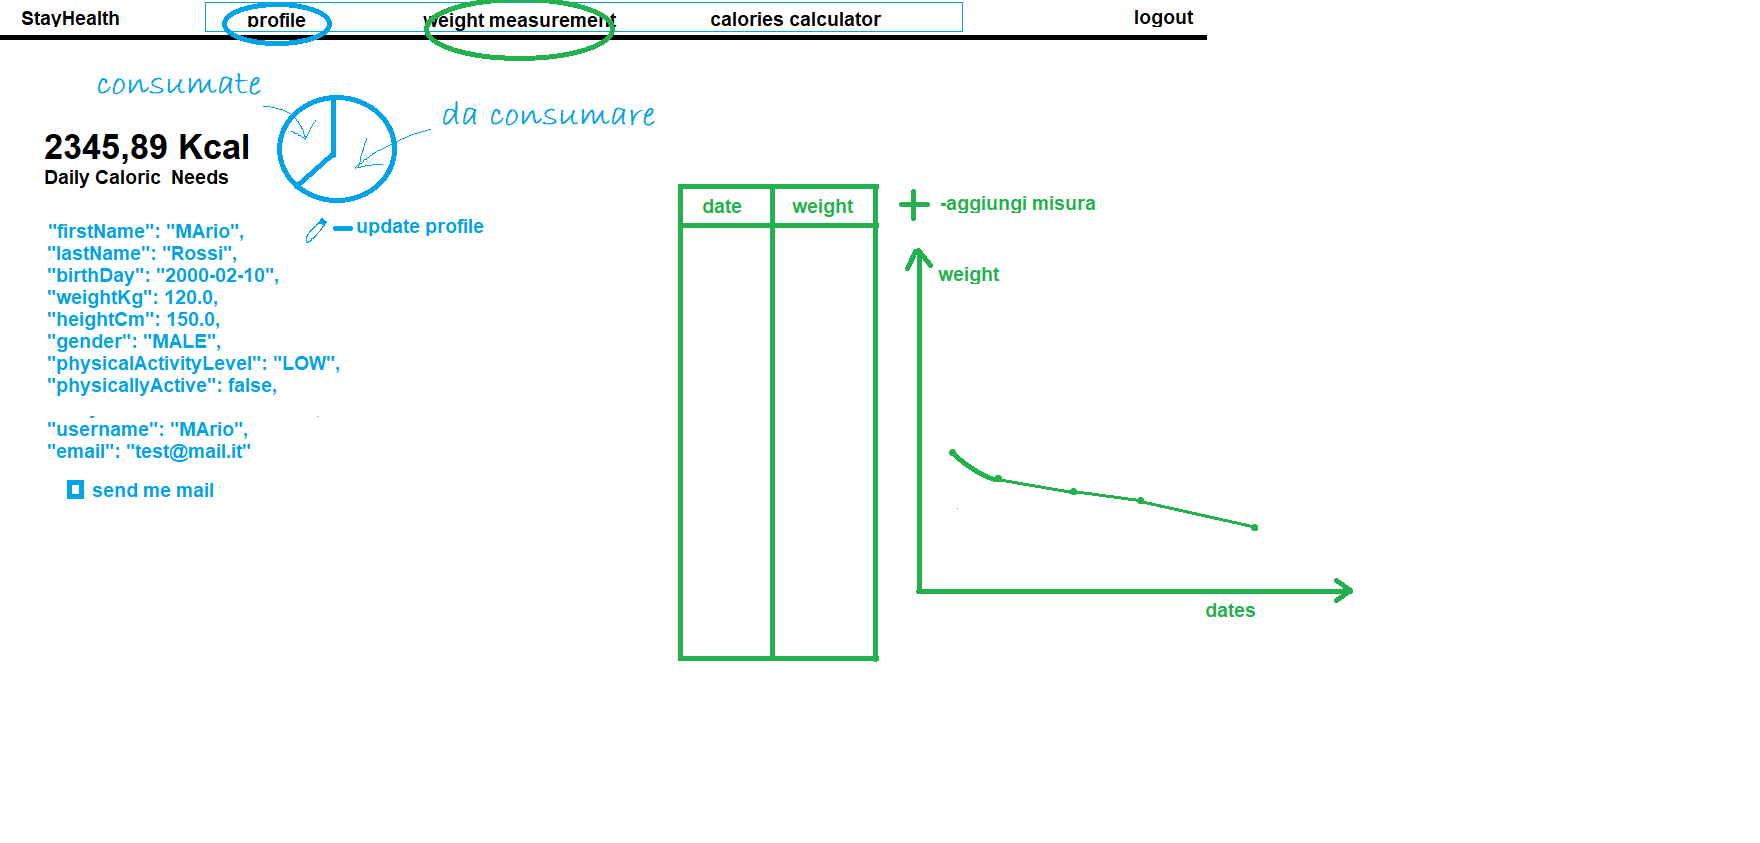 StayHealth profile weight measurement calories calculator logout
consumate
da consumare
2345,89 Kcal
Daily Caloric Needs
update profile
"firstName": "MArio",
"lastName": "Rossi",
"birthDay": "2000-02-10",
"weightKg": 120.0,
"heightCm": 150.0,
"gender": "MALE",
"physicalActivityLevel": "LOW",
"physicallyActive": false,
"username": "MArio",
"email": "test@mail.it"
send me mail
date weight
-aggiungi misura
weight
dates